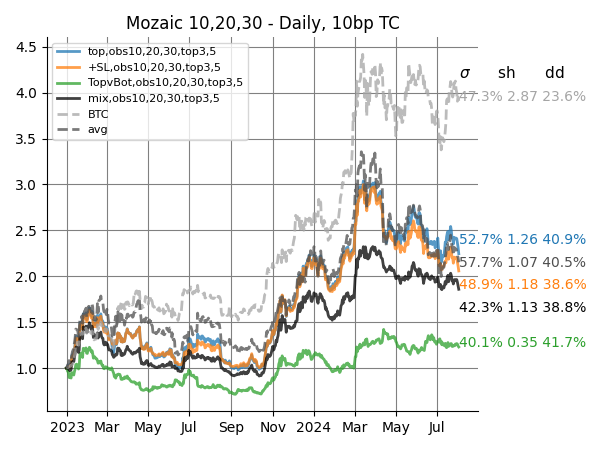 Mozaic 10,20,30 - Daily, 10bp TC
top,obs10,20,30,top3,5
+SL,obs10,20,30,top3,5
TopvBot,obs10,20,30,top3,5
mix,obs10,20,30,top3,5
BTC
avg
σ sh dd
47.3% 2.87 23.6%
52.7% 1.26 40.9%
57.7% 1.07 40.5%
48.9% 1.18 38.6%
42.3% 1.13 38.8%
40.1% 0.35 41.7%
4.5
4.0
3.5
3.0
2.5
2.0
1.5
1.0
2023 Mar May Jul Sep Nov 2024 Mar May Jul